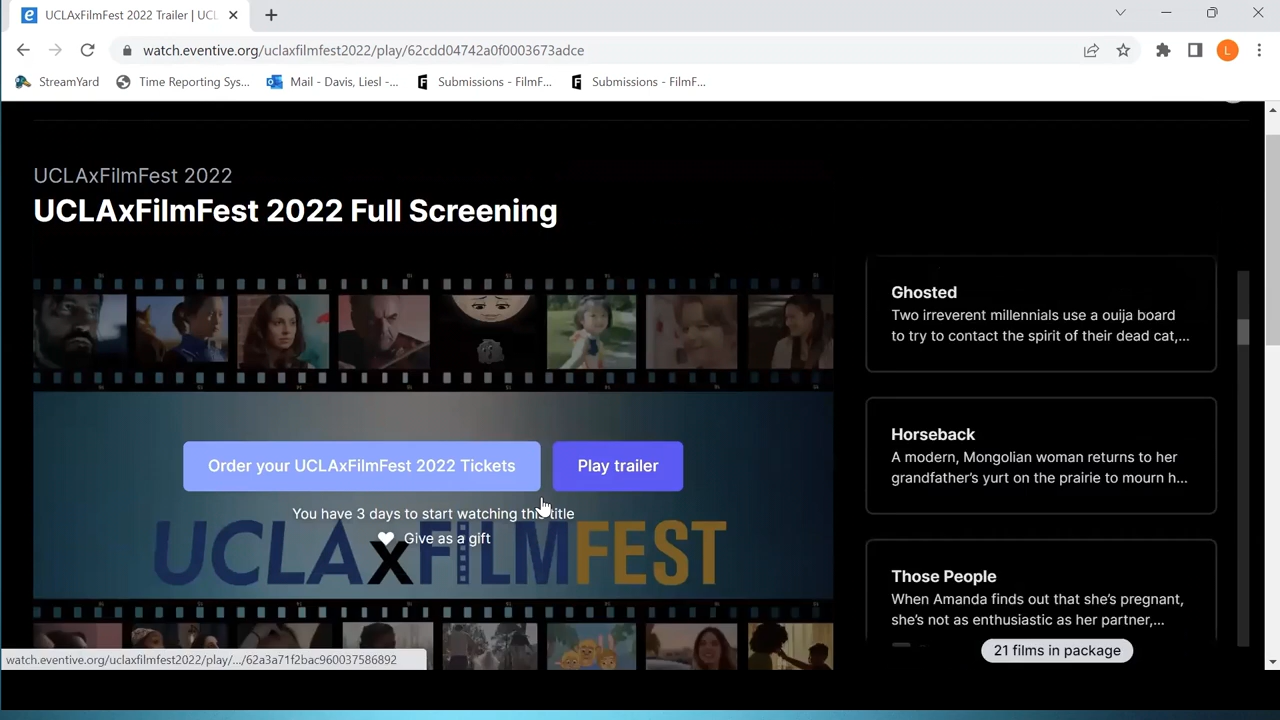 UCLAxFilmFest 2022 Trailer | UCL
watch.eventive.org/uclaxfilmfest2022/play/62cdd04742a0f0003673adce
L
StreamYard
Time Reporting Sys...
Mail - Davis, Liesl -...
Submissions - FilmF...
Submissions - FilmF...
UCLAxFilmFest 2022
UCLAxFilmFest 2022 Full Screening
Order your UCLAxFilmFest 2022 Tickets
Play trailer
You have 3 days to start watching this title
Give as a gift
UCLAxFILMFEST
Ghosted
Two irreverent millennials use a ouija board
to try to contact the spirit of their dead cat,...
Horseback
A modern, Mongolian woman returns to her
grandfather's yurt on the prairie to mourn h...
Those People
When Amanda finds out that she's pregnant,
she's not as enthusiastic as her partner,...
21 films in package
watch.eventive.org/uclaxfilmfest2022/play/.../62a3a71f2bac960037586892